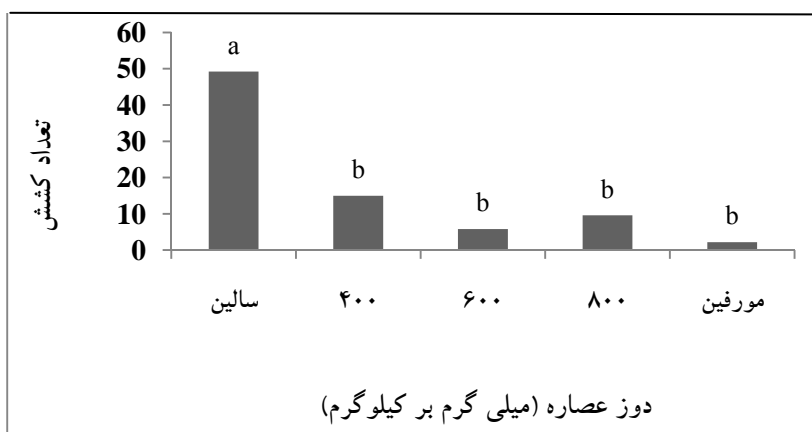 60
50
40
30
20
10
0
تعداد کشش
a
b
b
b
b
سالین ۴۰۰ ۶۰۰ ۸۰۰ مورفین
دوز عصاره (میلی گرم بر کیلوگرم)